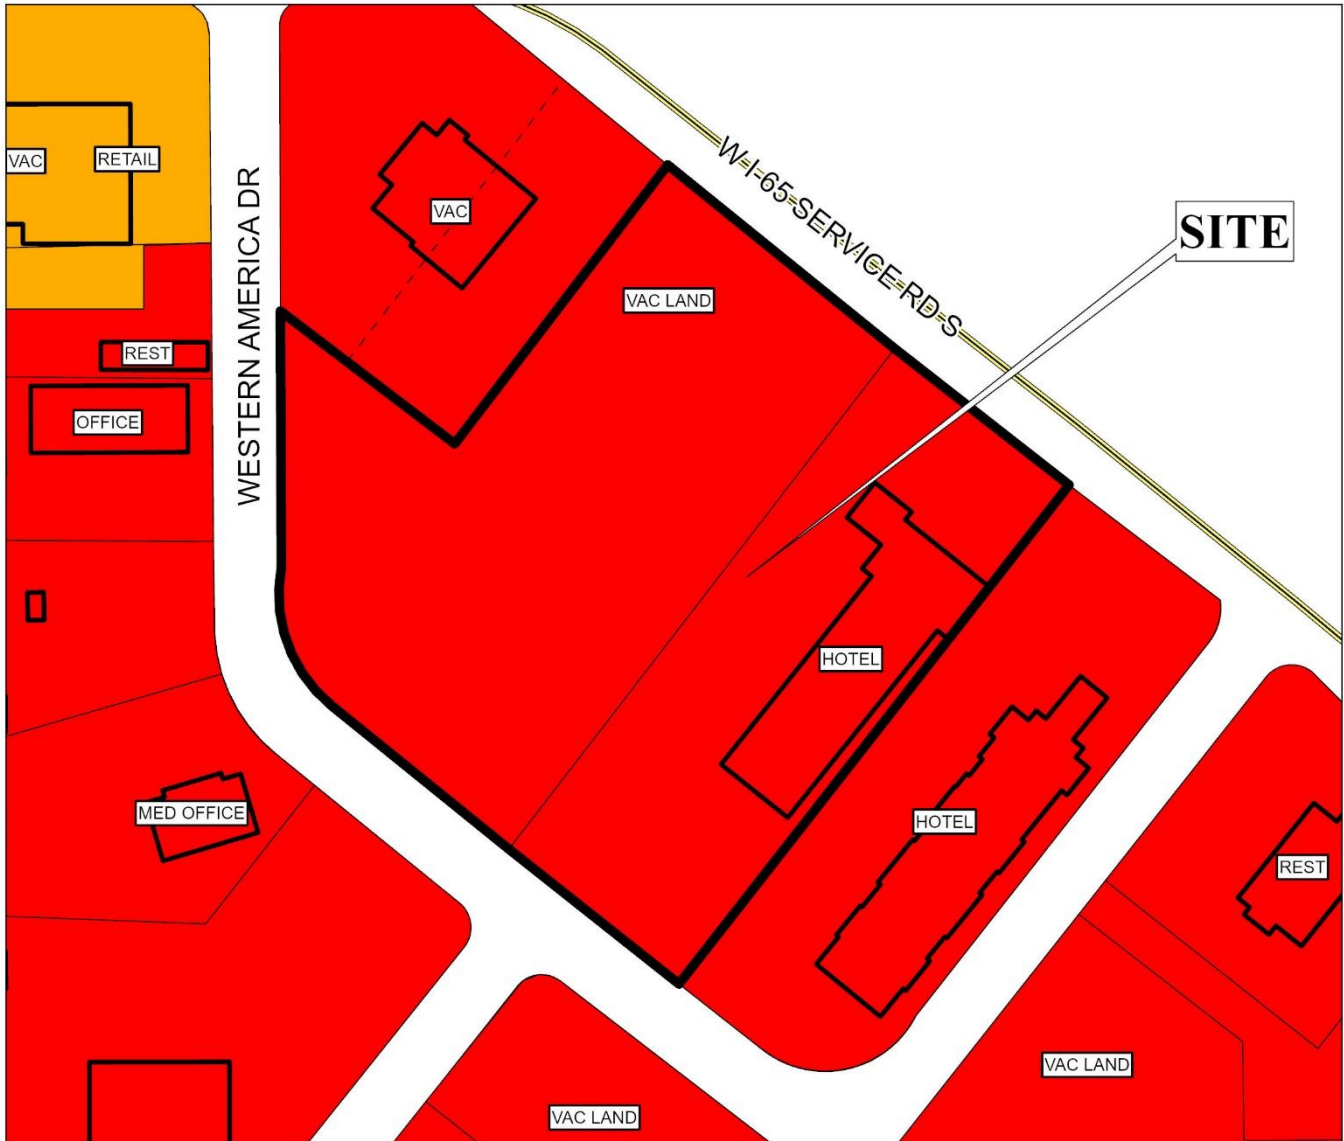 W I-65 SERVICE RD S
VAC
RETAIL
WESTERN AMERICA DR
VAC
SITE
VAC LAND
REST
OFFICE
HOTEL
MED OFFICE
HOTEL
REST
VAC LAND
VAC LAND